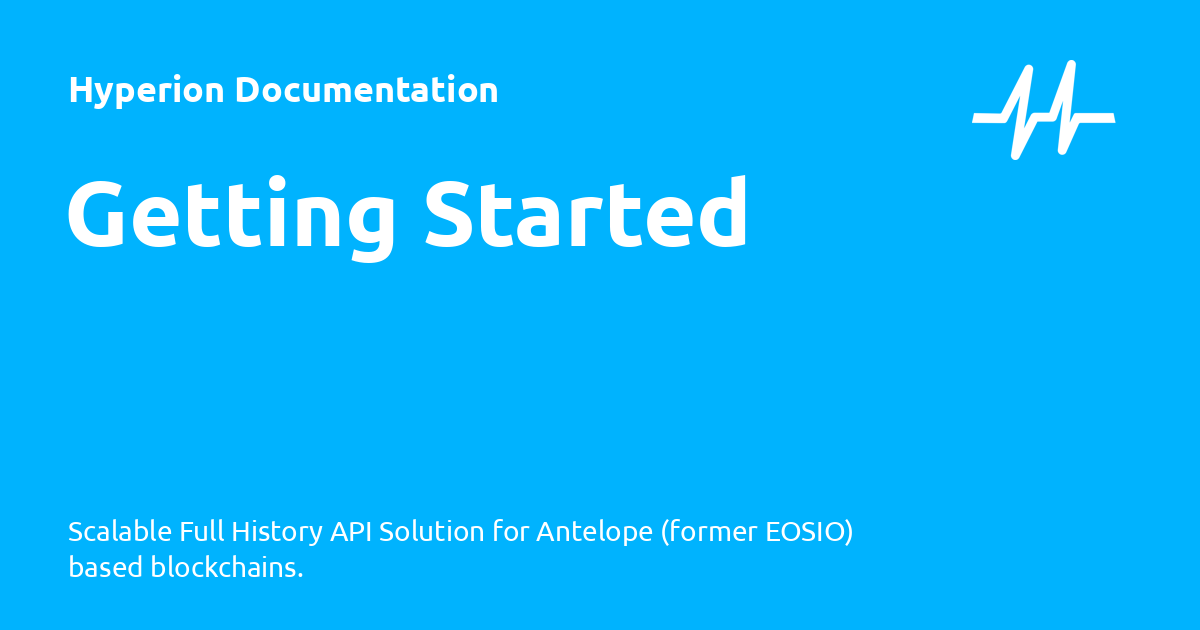 Hyperion Documentation
Getting Started
Scalable Full History API Solution for Antelope (former EOSIO)
based blockchains.